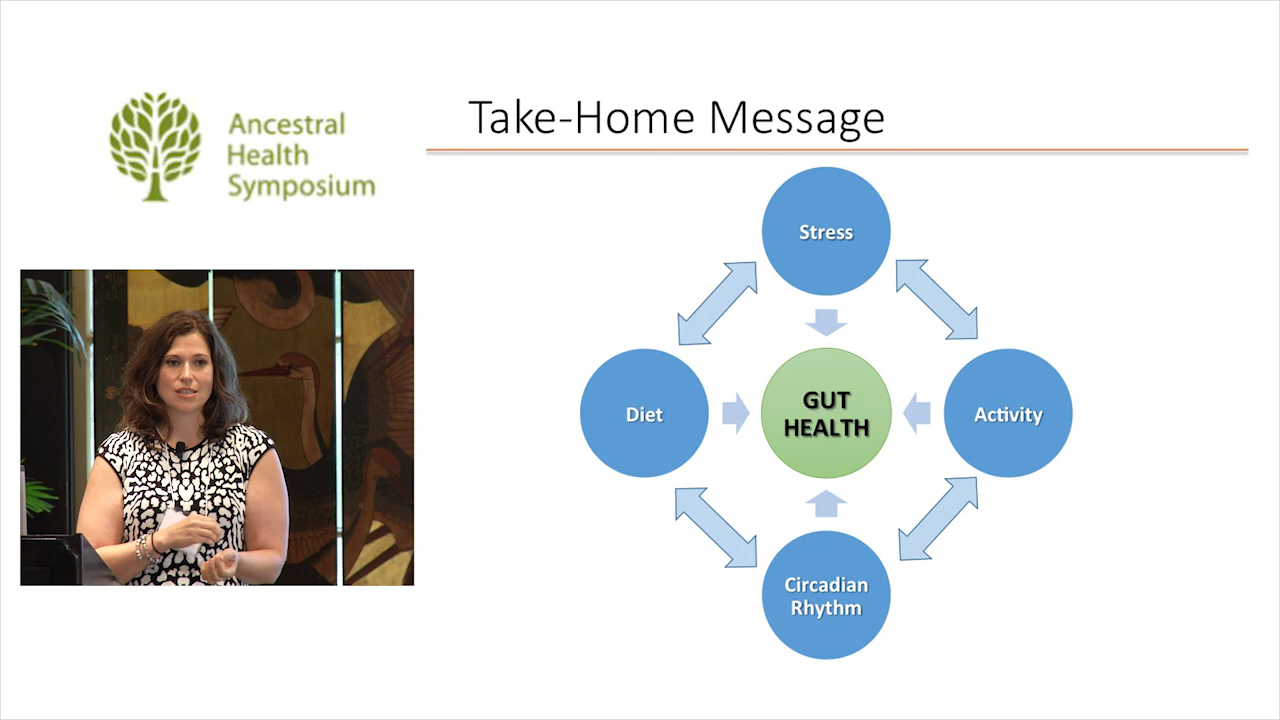 Ancestral
Health
Symposium
Take-Home Message
Stress
Diet
GUT
HEALTH
Activity
Circadian
Rhythm